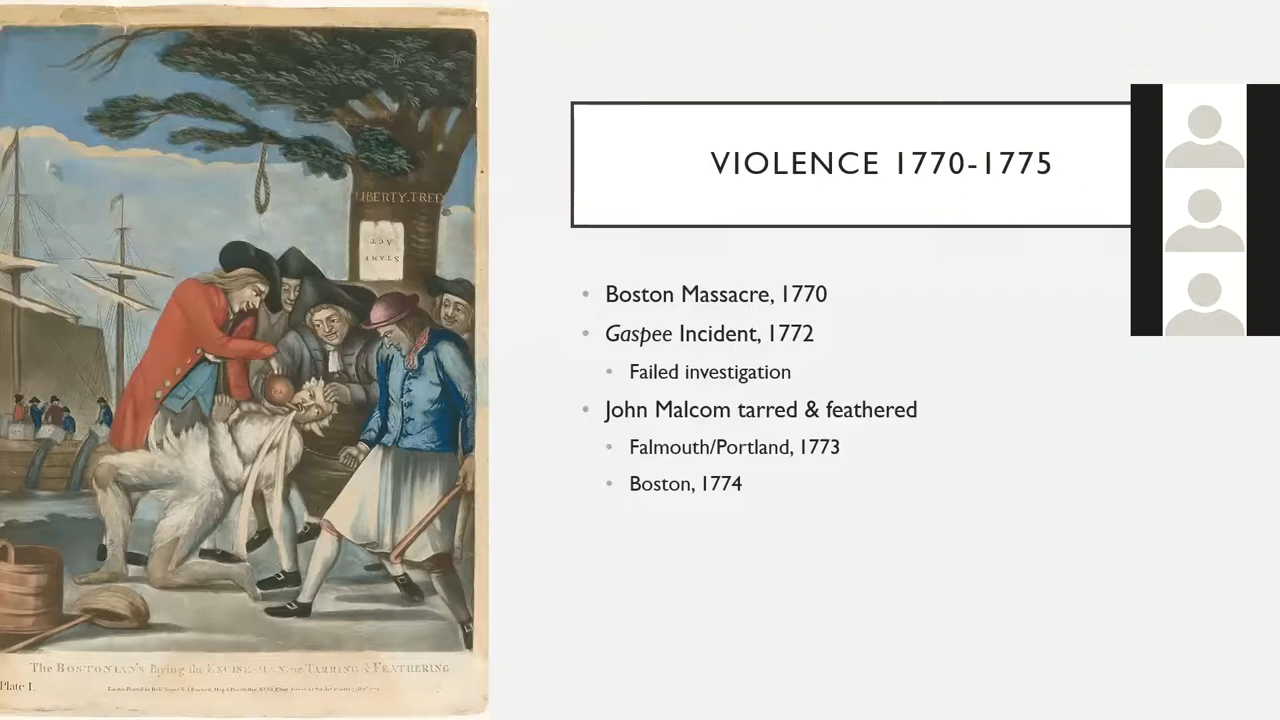 LIBERTY.TREE
STAMP
ACT
The BOSTONIAN'S Paying the EXCISE-MAN, or TARRING & FEATHERING
Plate I.
VIOLENCE 1770-1775
Boston Massacre, 1770
Gaspee Incident, 1772
Failed investigation
John Malcom tarred & feathered
Falmouth/Portland, 1773
Boston, 1774